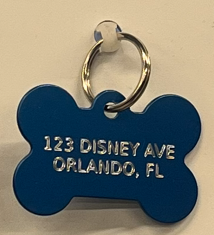 123 DISNEY AVE
ORLANDO, FL